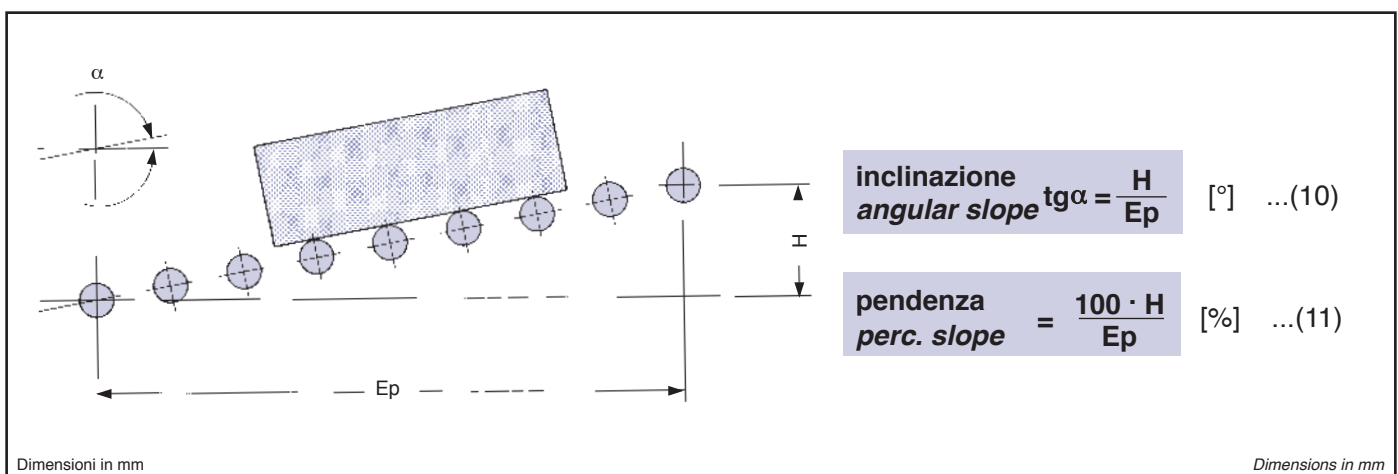 α
H
Ep
inclinazione
angular slope tgα = H
Ep
[°] ...(10)
pendenza
perc. slope = 100 · H
Ep
[%] ...(11)
Dimensioni in mm
Dimensions in mm